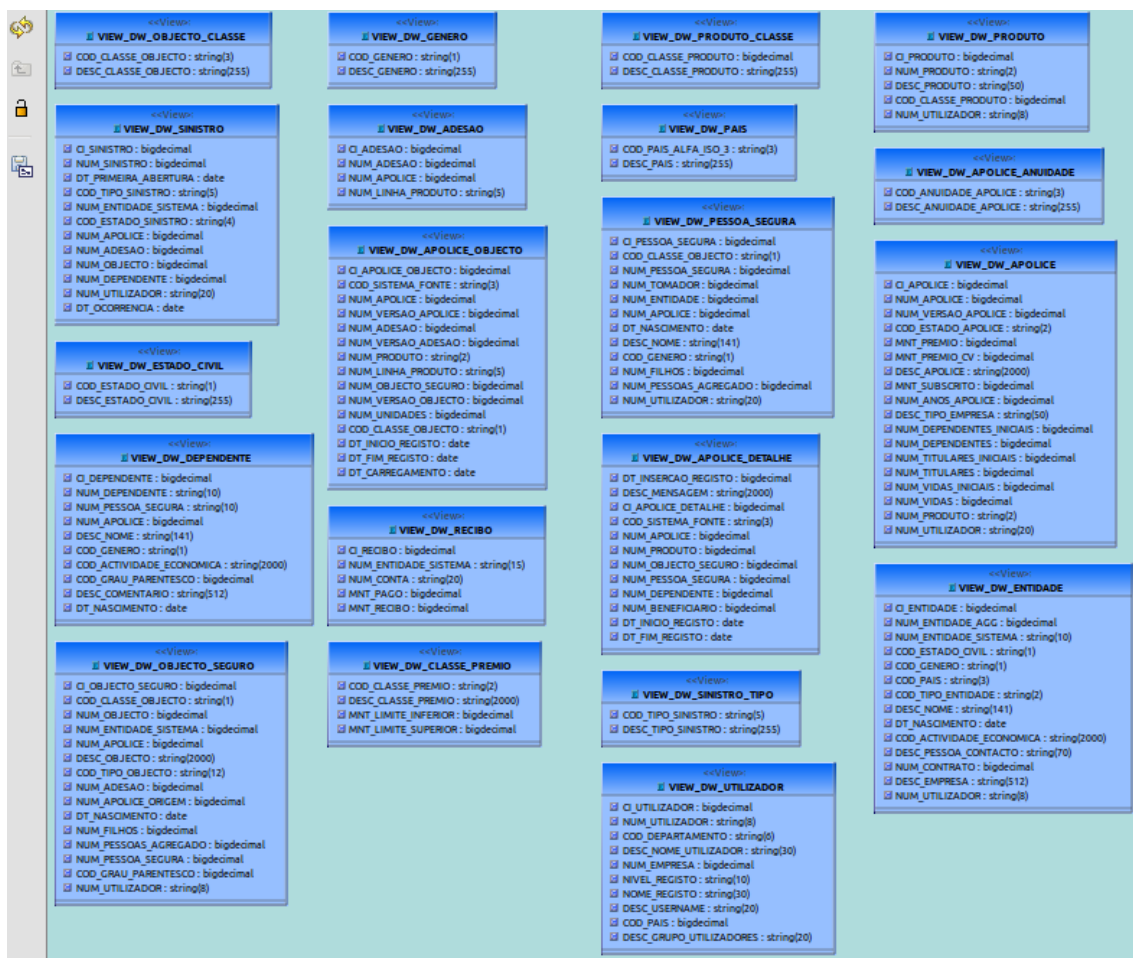 <<View>>
VIEW_DW_OBJECTO_CLASSE
COD_CLASSE_OBJECTO : string(3)
DESC_CLASSE_OBJECTO : string(255)
<<View>>
VIEW_DW_SINISTRO
CI_SINISTRO : bigdecimal
NUM_SINISTRO : bigdecimal
DT_PRIMEIRA_ABERTURA : date
COD_TIPO_SINISTRO : string(5)
NUM_ENTIDADE_SISTEMA : bigdecimal
COD_ESTADO_SINISTRO : string(4)
NUM_APOLICE : bigdecimal
NUM_ADESAO : bigdecimal
NUM_OBJECTO : bigdecimal
NUM_DEPENDENTE : bigdecimal
NUM_UTILIZADOR : string(20)
DT_OCORRENCIA : date
<<View>>
VIEW_DW_ESTADO_CIVIL
COD_ESTADO_CIVIL : string(1)
DESC_ESTADO_CIVIL : string(255)
<<View>>
VIEW_DW_DEPENDENTE
CI_DEPENDENTE : bigdecimal
NUM_DEPENDENTE : string(10)
NUM_PESSOA_SEGURA : string(10)
NUM_APOLICE : bigdecimal
DESC_NOME : string(141)
COD_GENERO : string(1)
COD_ACTIVIDADE_ECONOMICA : string(2000)
COD_GRAU_PARENTESCO : bigdecimal
DESC_COMENTARIO : string(512)
DT_NASCIMENTO : date
<<View>>
VIEW_DW_OBJECTO_SEGURO
CI_OBJECTO_SEGURO : bigdecimal
COD_CLASSE_OBJECTO : string(1)
NUM_OBJECTO : bigdecimal
NUM_ENTIDADE_SISTEMA : bigdecimal
NUM_APOLICE : bigdecimal
DESC_OBJECTO : string(2000)
COD_TIPO_OBJECTO : string(12)
NUM_ADESAO : bigdecimal
NUM_APOLICE_ORIGEM : bigdecimal
DT_NASCIMENTO : date
NUM_FILHOS : bigdecimal
NUM_PESSOAS_AGREGADO : bigdecimal
NUM_PESSOA_SEGURA : bigdecimal
COD_GRAU_PARENTESCO : bigdecimal
NUM_UTILIZADOR : string(8)
<<View>>
VIEW_DW_GENERO
COD_GENERO : string(1)
DESC_GENERO : string(255)
<<View>>
VIEW_DW_ADESAO
CI_ADESAO : bigdecimal
NUM_ADESAO : bigdecimal
NUM_APOLICE : bigdecimal
NUM_LINHA_PRODUTO : string(5)
<<View>>
VIEW_DW_APOLICE_OBJECTO
CI_APOLICE_OBJECTO : bigdecimal
COD_SISTEMA_FONTE : string(3)
NUM_APOLICE : bigdecimal
NUM_VERSAO_APOLICE : bigdecimal
NUM_ADESAO : bigdecimal
NUM_VERSAO_ADESAO : bigdecimal
NUM_PRODUTO : string(2)
NUM_LINHA_PRODUTO : string(5)
NUM_OBJECTO_SEGURO : bigdecimal
NUM_VERSAO_OBJECTO : bigdecimal
NUM_UNIDADES : bigdecimal
COD_CLASSE_OBJECTO : string(1)
DT_INICIO_REGISTO : date
DT_FIM_REGISTO : date
DT_CARREGAMENTO : date
<<View>>
VIEW_DW_RECIBO
CI_RECIBO : bigdecimal
NUM_ENTIDADE_SISTEMA : string(15)
NUM_CONTA : string(20)
MNT_PAGO : bigdecimal
MNT_RECIBO : bigdecimal
<<View>>
VIEW_DW_CLASSE_PREMIO
COD_CLASSE_PREMIO : string(2)
DESC_CLASSE_PREMIO : string(2000)
MNT_LIMITE_INFERIOR : bigdecimal
MNT_LIMITE_SUPERIOR : bigdecimal
<<View>>
VIEW_DW_PRODUTO_CLASSE
COD_CLASSE_PRODUTO : bigdecimal
DESC_CLASSE_PRODUTO : string(255)
<<View>>
VIEW_DW_PAIS
COD_PAIS_ALFA_ISO_3 : string(3)
DESC_PAIS : string(255)
<<View>>
VIEW_DW_PESSOA_SEGURA
CI_PESSOA_SEGURA : bigdecimal
COD_CLASSE_OBJECTO : string(1)
NUM_PESSOA_SEGURA : bigdecimal
NUM_TOMADOR : bigdecimal
NUM_ENTIDADE : bigdecimal
NUM_APOLICE : bigdecimal
DT_NASCIMENTO : date
DESC_NOME : string(141)
COD_GENERO : string(1)
NUM_FILHOS : bigdecimal
NUM_PESSOAS_AGREGADO : bigdecimal
NUM_UTILIZADOR : string(20)
<<View>>
VIEW_DW_APOLICE_DETALHE
DT_INSERCAO_REGISTO : bigdecimal
DESC_MENSAGEM : string(2000)
CI_APOLICE_DETALHE : bigdecimal
COD_SISTEMA_FONTE : string(3)
NUM_APOLICE : bigdecimal
NUM_PRODUTO : bigdecimal
NUM_OBJECTO_SEGURO : bigdecimal
NUM_PESSOA_SEGURA : bigdecimal
NUM_DEPENDENTE : bigdecimal
NUM_BENEFICIARIO : bigdecimal
DT_INICIO_REGISTO : date
DT_FIM_REGISTO : date
<<View>>
VIEW_DW_SINISTRO_TIPO
COD_TIPO_SINISTRO : string(5)
DESC_TIPO_SINISTRO : string(255)
<<View>>
VIEW_DW_UTILIZADOR
CI_UTILIZADOR : bigdecimal
NUM_UTILIZADOR : string(8)
COD_DEPARTAMENTO : string(6)
DESC_NOME_UTILIZADOR : string(30)
NUM_EMPRESA : bigdecimal
NIVEL_REGISTO : string(10)
NOME_REGISTO : string(30)
DESC_USERNAME : string(20)
COD_PAIS : bigdecimal
DESC_GRUPO_UTILIZADORES : string(20)
<<View>>
VIEW_DW_PRODUTO
CI_PRODUTO : bigdecimal
NUM_PRODUTO : string(2)
DESC_PRODUTO : string(50)
COD_CLASSE_PRODUTO : bigdecimal
NUM_UTILIZADOR : string(8)
<<View>>
VIEW_DW_APOLICE_ANUIDADE
COD_ANUIDADE_APOLICE : string(3)
DESC_ANUIDADE_APOLICE : string(255)
<<View>>
VIEW_DW_APOLICE
CI_APOLICE : bigdecimal
NUM_APOLICE : bigdecimal
NUM_VERSAO_APOLICE : bigdecimal
COD_ESTADO_APOLICE : string(2)
MNT_PREMIO : bigdecimal
MNT_PREMIO_CV : bigdecimal
DESC_APOLICE : string(2000)
MNT_SUBSCRITO : bigdecimal
NUM_ANOS_APOLICE : bigdecimal
DESC_TIPO_EMPRESA : string(50)
NUM_DEPENDENTES_INICIAIS : bigdecimal
NUM_DEPENDENTES : bigdecimal
NUM_TITULARES_INICIAIS : bigdecimal
NUM_TITULARES : bigdecimal
NUM_VIDAS_INICIAIS : bigdecimal
NUM_VIDAS : bigdecimal
NUM_PRODUTO : string(2)
NUM_UTILIZADOR : string(20)
<<View>>
VIEW_DW_ENTIDADE
CI_ENTIDADE : bigdecimal
NUM_ENTIDADE_AGG : bigdecimal
NUM_ENTIDADE_SISTEMA : string(10)
COD_ESTADO_CIVIL : string(1)
COD_GENERO : string(1)
COD_PAIS : string(3)
COD_TIPO_ENTIDADE : string(2)
DESC_NOME : string(141)
DT_NASCIMENTO : date
COD_ACTIVIDADE_ECONOMICA : string(2000)
DESC_PESSOA_CONTACTO : string(70)
NUM_CONTRATO : bigdecimal
DESC_EMPRESA : string(512)
NUM_UTILIZADOR : string(8)